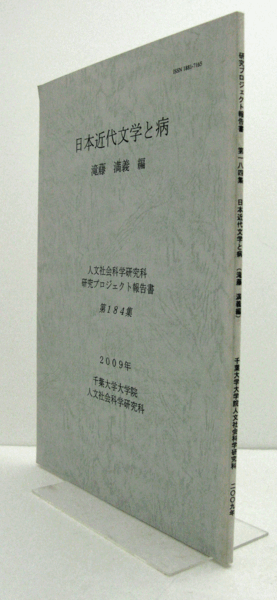 ISSN 1881-7165
日本近代文学と病
滝藤 満義 編
人文社会科学研究科
研究プロジェクト報告書
第184集
2009年
千葉大学大学院
人文社会科学研究科
研究プロジェクト報告書 第一八四集 日本近代文学と病 (滝藤 満義編) 千葉大学大学院人文社会科学研究科 二〇〇九年